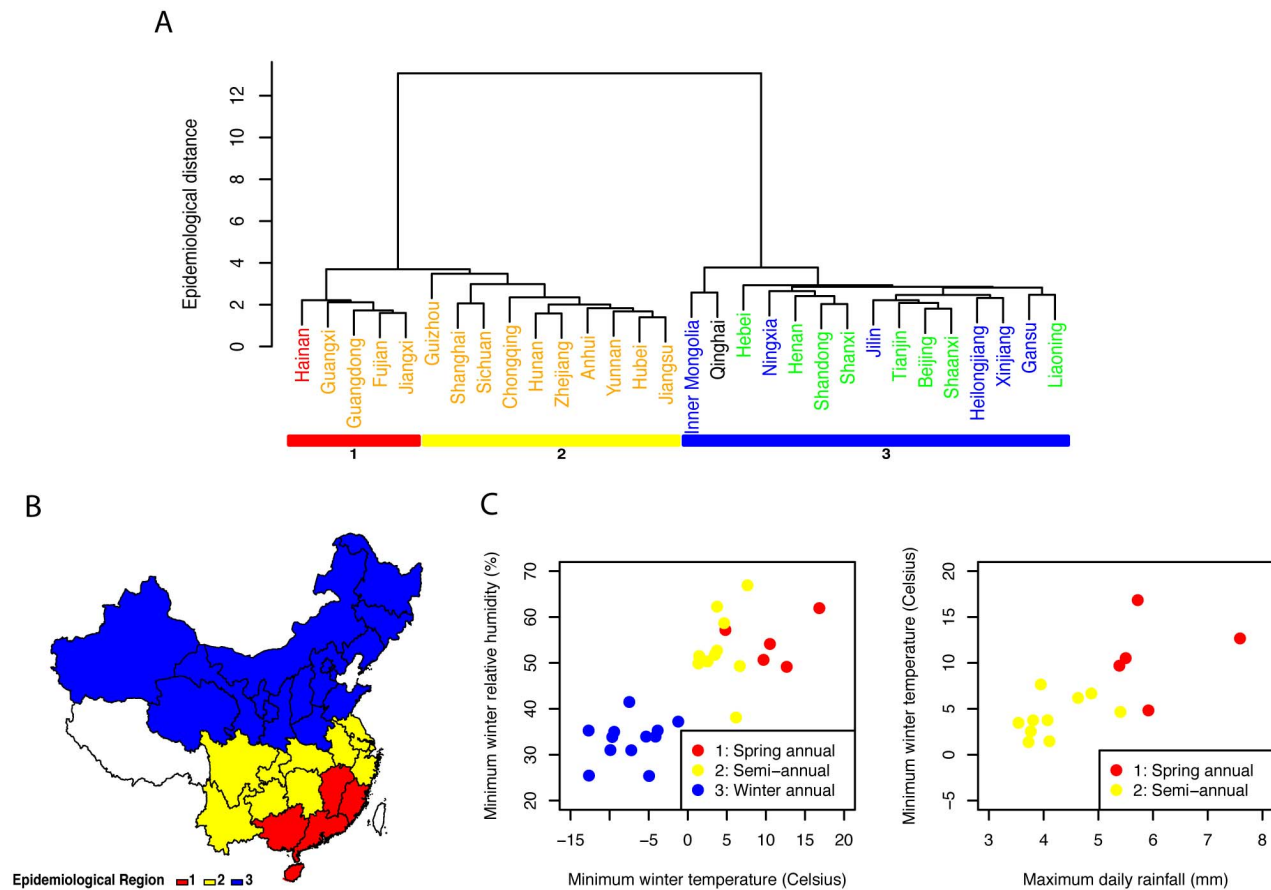 A
Epidemiological distance
0 2 4 6 8 10 12
Hainan
Guangxi
Guangdong
Fujian
Jiangxi
Guizhou
Shanghai
Sichuan
Chongqing
Hunan
Zhejiang
Anhui
Yunnan
Hubei
Jiangsu
Inner Mongolia
Qinghai
Hebei
Ningxia
Henan
Shandong
Shanxi
Jilin
Tianjin
Beijing
Shaanxi
Heilongjiang
Xinjiang
Gansu
Liaoning
1 2 3
B
Epidemiological Region 1 2 3
C
Minimum winter relative humidity (%)
20 30 40 50 60 70
1: Spring annual
2: Semi-annual
3: Winter annual
−15 −10 −5 0 5 10 15 20
Minimum winter temperature (Celsius)
Minimum winter temperature (Celsius)
−5 0 5 10 15 20
1: Spring annual
2: Semi-annual
3 4 5 6 7 8
Maximum daily rainfall (mm)